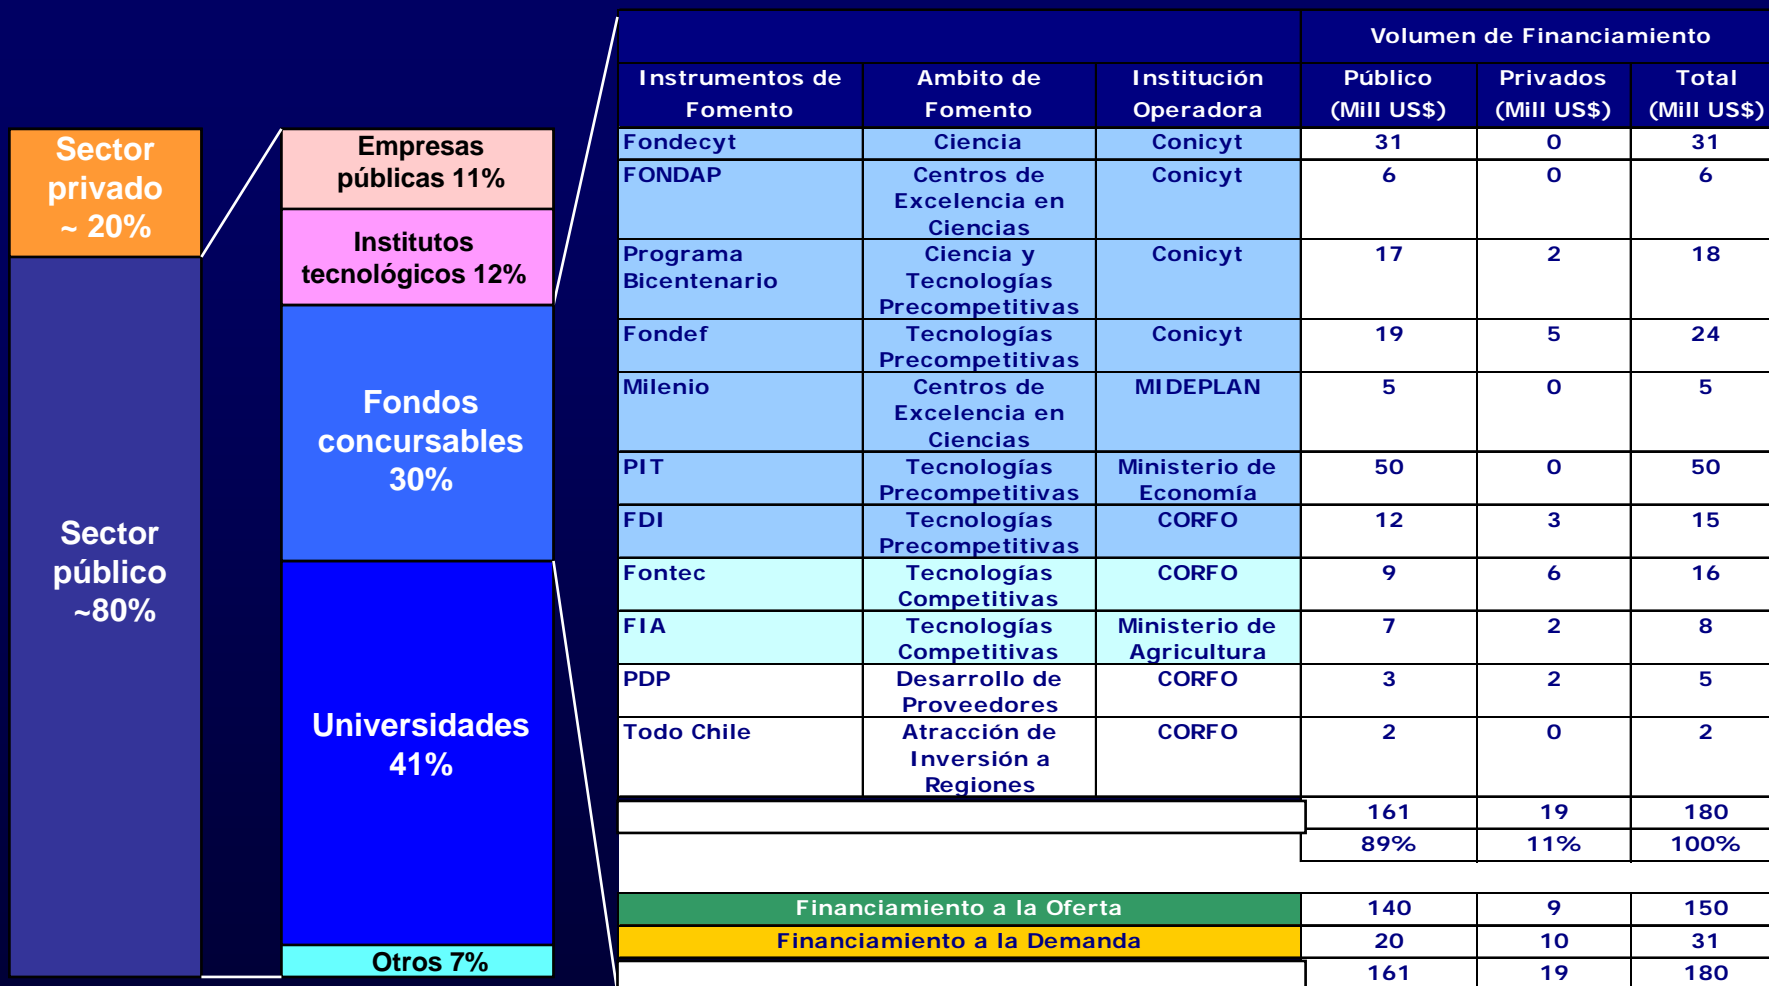 Sector
privado
~ 20%
Sector
público
~80%
Empresas
públicas 11%
Institutos
tecnológicos 12%
Fondos
concursables
30%
Universidades
41%
Otros 7%
Volumen de Financiamiento
Instrumentos de Fomento Ambito de Fomento Institución Operadora Público (Mill US$) Privados (Mill US$) Total (Mill US$)
Fondecyt Ciencia Conicyt 31 0 31
FONDAP Centros de Excelencia en Ciencias Conicyt 6 0 6
Programa Bicentenario Ciencia y Tecnologías Precompetitivas Conicyt 17 2 18
Fondef Tecnologías Precompetitivas Conicyt 19 5 24
Milenio Centros de Excelencia en Ciencias MIDEPLAN 5 0 5
PIT Tecnologías Precompetitivas Ministerio de Economía 50 0 50
FDI Tecnologías Precompetitivas CORFO 12 3 15
Fontec Tecnologías Competitivas CORFO 9 6 16
FIA Tecnologías Competitivas Ministerio de Agricultura 7 2 8
PDP Desarrollo de Proveedores CORFO 3 2 5
Todo Chile Atracción de Inversión a Regiones CORFO 2 0 2
161 19 180
89% 11% 100%
Financiamiento a la Oferta 140 9 150
Financiamiento a la Demanda 20 10 31
161 19 180